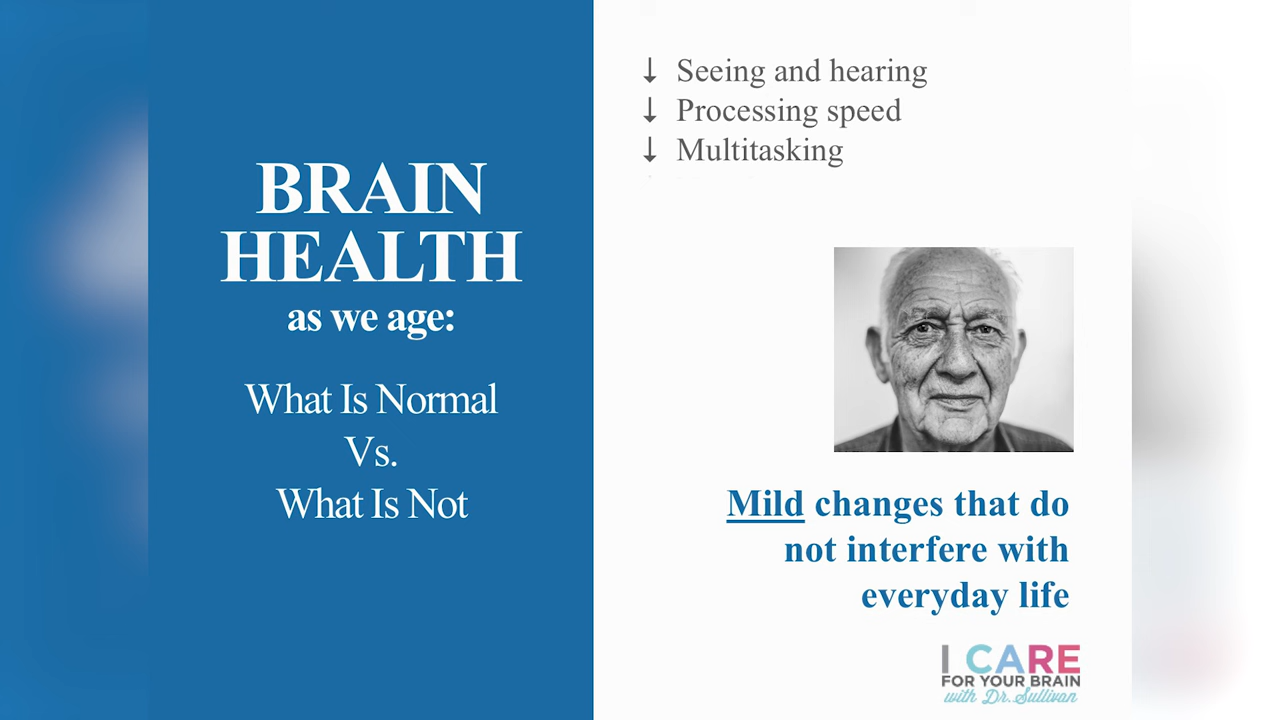 BRAIN
HEALTH
as we age:
What Is Normal
Vs.
What Is Not
↓ Seeing and hearing
↓ Processing speed
↓ Multitasking
Mild changes that do
not interfere with
everyday life
I CARE
FOR YOUR BRAIN
with Dr. Sullivan